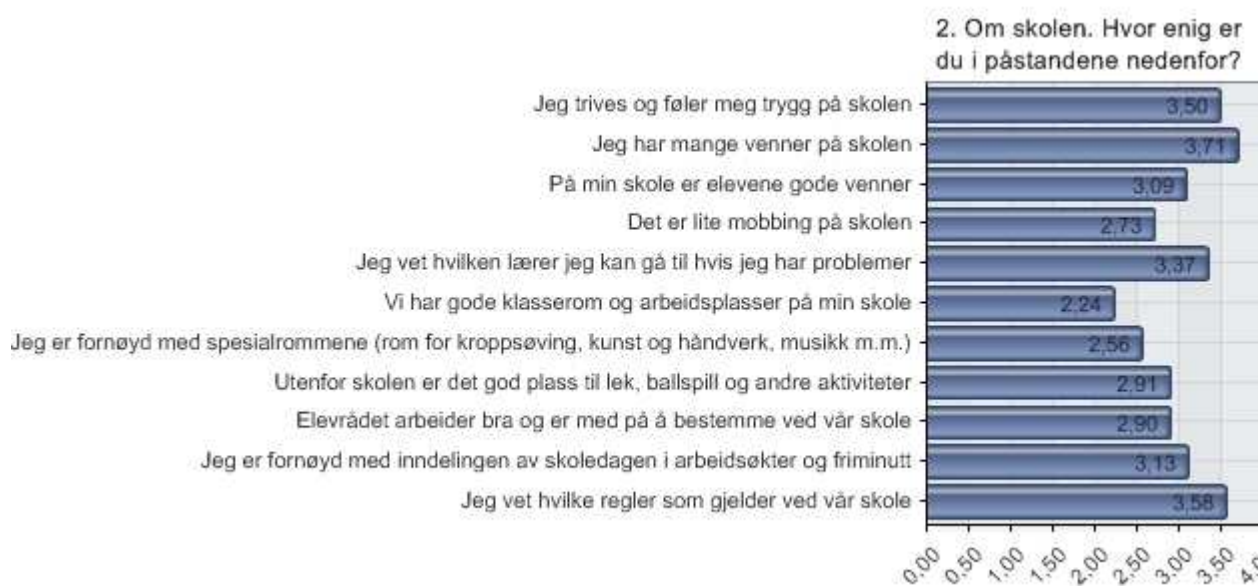 2. Om skolen. Hvor enig er
du i påstandene nedenfor?
Jeg trives og føler meg trygg på skolen 3,50
Jeg har mange venner på skolen 3,71
På min skole er elevene gode venner 3,09
Det er lite mobbing på skolen 2,73
Jeg vet hvilken lærer jeg kan gå til hvis jeg har problemer 3,37
Vi har gode klasserom og arbeidsplasser på min skole 2,24
Jeg er fornøyd med spesialrommene (rom for kroppsøving, kunst og håndverk, musikk m.m.) 2,56
Utenfor skolen er det god plass til lek, ballspill og andre aktiviteter 2,91
Elevrådet arbeider bra og er med på å bestemme ved vår skole 2,90
Jeg er fornøyd med inndelingen av skoledagen i arbeidsøkter og friminutt 3,13
Jeg vet hvilke regler som gjelder ved vår skole 3,58
0,00 0,50 1,00 1,50 2,00 2,50 3,00 3,50